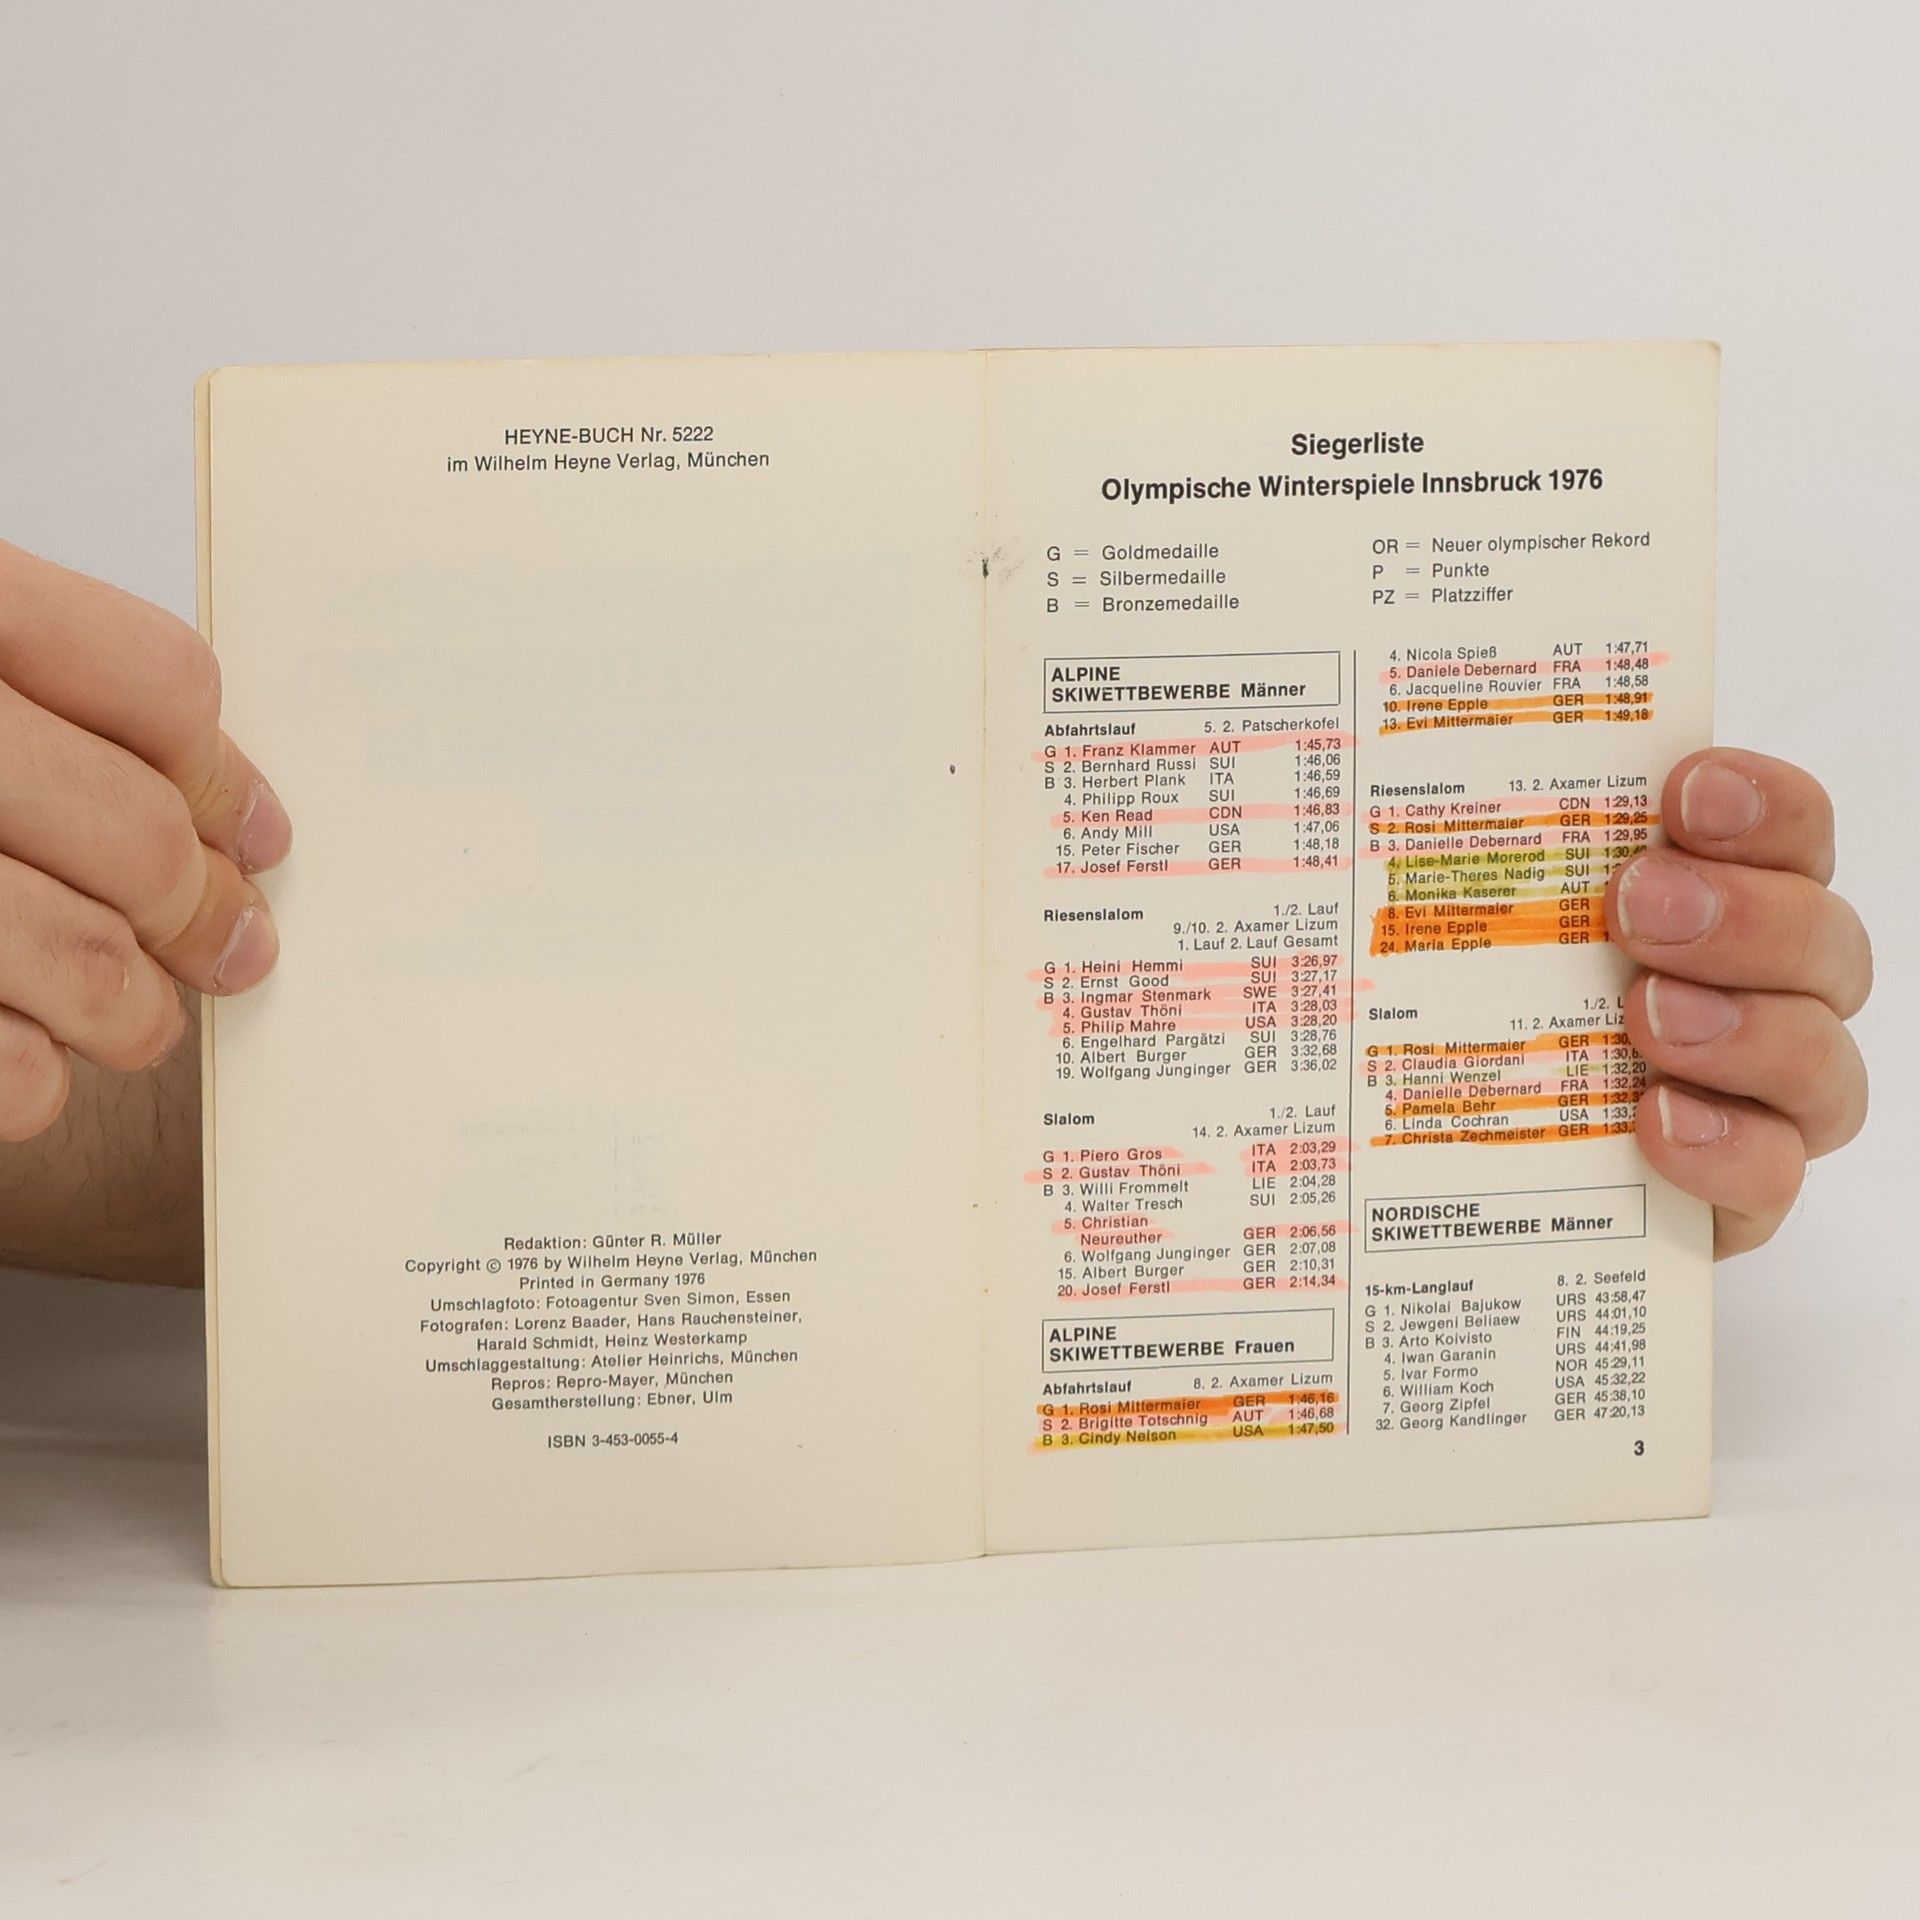 HEYNE-BUCH Nr. 5222
im Wilhelm Heyne Verlag, München
Redaktion: Günter R. Müller
Copyright © 1976 by Wilhelm Heyne Verlag, München
Printed in Germany 1976
Umschlagfoto: Fotoagentur Sven Simon, Essen
Fotografen: Lorenz Baader, Hans Rauchensteiner,
Harald Schmidt, Heinz Westerkamp
Umschlaggestaltung: Atelier Heinrichs, München
Repros: Repro-Mayer, München
Gesamtherstellung: Ebner, Ulm
ISBN 3-453-0055-4
Siegerliste
Olympische Winterspiele Innsbruck 1976
G = Goldmedaille
S = Silbermedaille
B = Bronzemedaille
OR = Neuer olympischer Rekord
P = Punkte
PZ = Platzziffer
ALPINE
SKIWETTBEWERBE Männer
Abfahrtslauf 5. 2. Patscherkofel
G 1. Franz Klammer AUT 1:45,73
S 2. Bernhard Russi SUI 1:46,06
B 3. Herbert Plank ITA 1:46,59
4. Philipp Roux SUI 1:46,69
5. Ken Read CDN 1:46,83
6. Andy Mill USA 1:47,06
15. Peter Fischer GER 1:48,18
17. Josef Ferstl GER 1:48,41
Riesenslalom 1./2. Lauf
9./10. 2. Axamer Lizum
1. Lauf 2. Lauf Gesamt
G 1. Heini Hemmi SUI 3:26,97
S 2. Ernst Good SUI 3:27,17
B 3. Ingmar Stenmark SWE 3:27,41
4. Gustav Thöni ITA 3:28,03
5. Philip Mahre USA 3:28,20
6. Engelhard Pargätzi SUI 3:28,76
10. Albert Burger GER 3:32,68
19. Wolfgang Junginger GER 3:36,02
Slalom 1./2. Lauf
14. 2. Axamer Lizum
G 1. Piero Gros ITA 2:03,29
S 2. Gustav Thöni ITA 2:03,73
B 3. Willi Frommelt LIE 2:04,28
4. Walter Tresch SUI 2:05,26
5. Christian
Neureuther GER 2:06,56
6. Wolfgang Junginger GER 2:07,08
15. Albert Burger GER 2:10,31
20. Josef Ferstl GER 2:14,34
ALPINE
SKIWETTBEWERBE Frauen
Abfahrtslauf 8. 2. Axamer Lizum
G 1. Rosi Mittermaier GER 1:46,16
S 2. Brigitte Totschnig AUT 1:46,68
B 3. Cindy Nelson USA 1:47,50
4. Nicola Spieß AUT 1:47,71
5. Daniele Debernard FRA 1:48,48
6. Jacqueline Rouvier FRA 1:48,58
10. Irene Epple GER 1:48,91
13. Evi Mittermaier GER 1:49,18
Riesenslalom 13. 2. Axamer Lizum
G 1. Cathy Kreiner CDN 1:29,13
S 2. Rosi Mittermaier GER 1:29,25
B 3. Danielle Debernard FRA 1:29,95
4. Lise-Marie Morerod SUI
5. Marie-Theres Nadig SUI
6. Monika Kaserer AUT
8. Evi Mittermaier GER
15. Irene Epple GER
24. Maria Epple GER
Slalom 1./2.
11. 2. Axamer
G 1. Rosi Mittermaier GER
S 2. Claudia Giordani ITA
B 3. Hanni Wenzel LIE 1:32,20
4. Danielle Debernard FRA 1:32,24
5. Pamela Behr GER
6. Linda Cochran USA
7. Christa Zechmeister GER
NORDISCHE
SKIWETTBEWERBE Männer
15-km-Langlauf 8. 2. Seefeld
G 1. Nikolai Bajukow URS 43:58,47
S 2. Jewgeni Beliaew URS 44:01,10
B 3. Arto Koivisto FIN 44:19,25
4. Iwan Garanin URS 44:41,98
5. Ivar Formo NOR 45:29,11
6. William Koch USA 45:32,22
7. Georg Zipfel GER 45:38,10
32. Georg Kandlinger GER 47:20,13
3